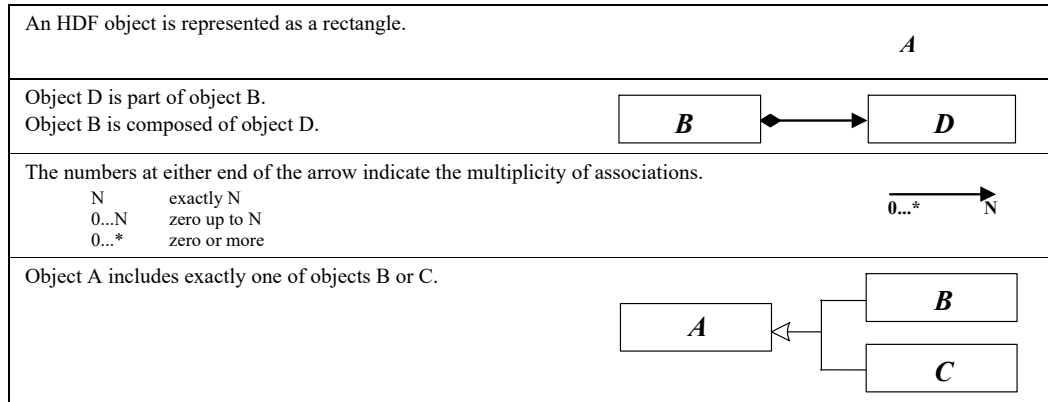 An HDF object is represented as a rectangle.
A
Object D is part of object B.
Object B is composed of object D.
B
D
The numbers at either end of the arrow indicate the multiplicity of associations.
N exactly N
0...N zero up to N
0...* zero or more
0...* N
Object A includes exactly one of objects B or C.
A
B
C